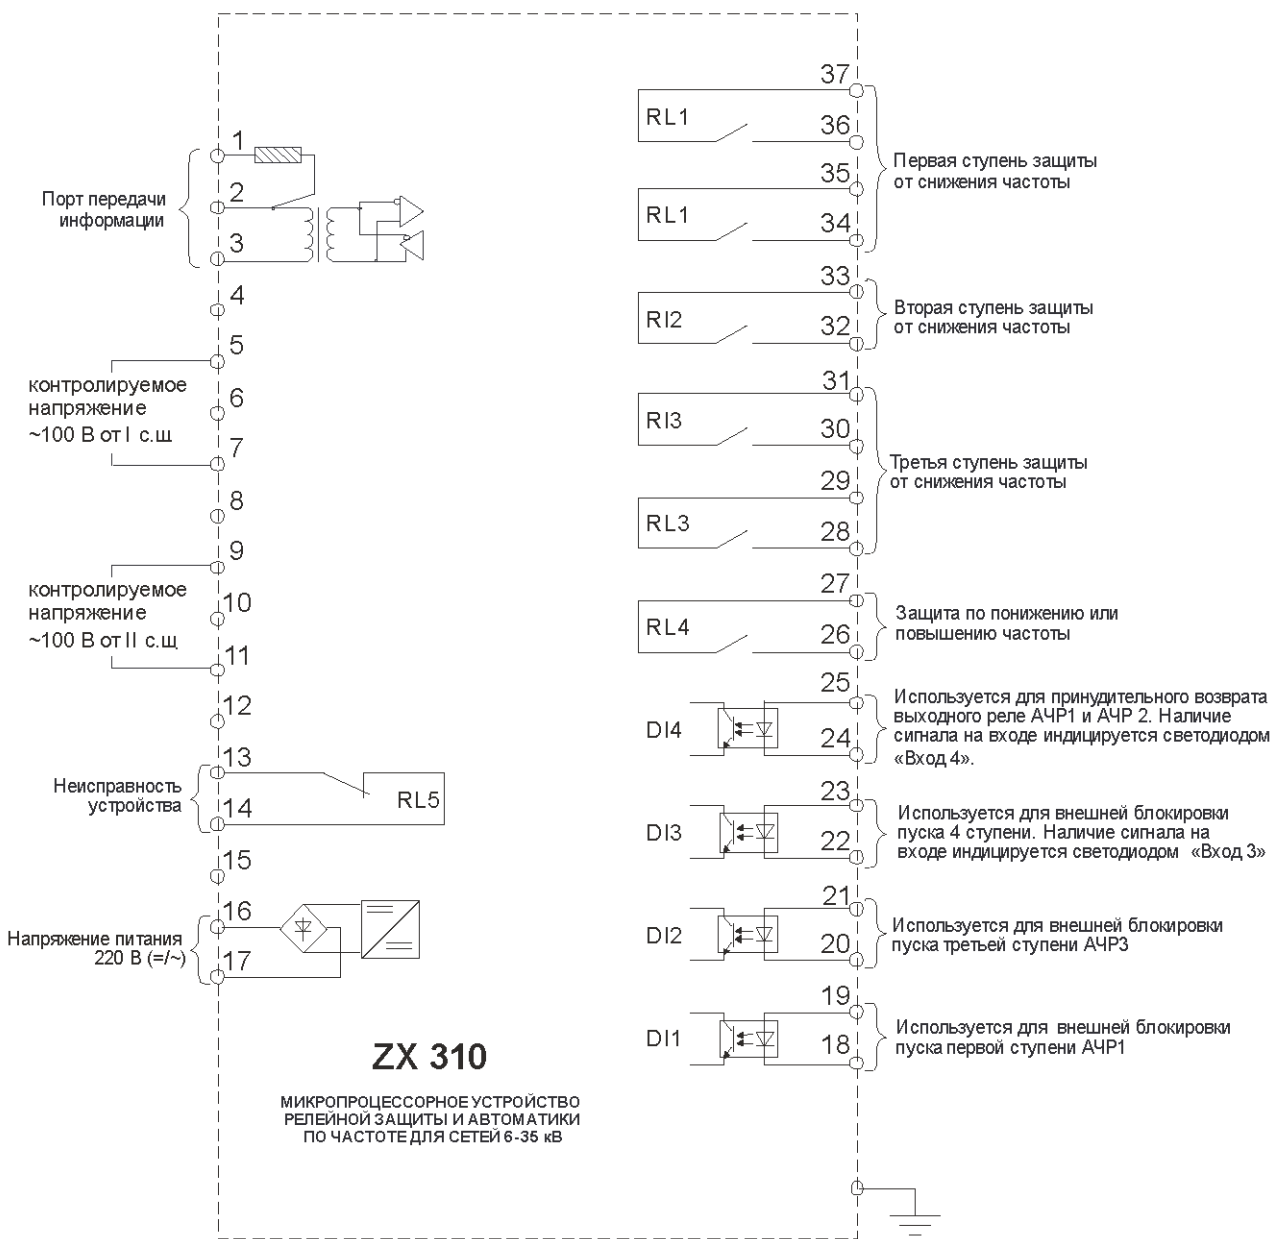 1
2
3
Порт передачи
информации
4
5
6
7
контролируемое
напряжение
~100 В от I с.щ
8
9
10
11
контролируемое
напряжение
~100 В от II с.щ
12
13
14
Неисправность
устройства
RL5
15
16
17
Напряжение питания
220 В (=/~)
ZX 310
МИКРОПРОЦЕССОРНОЕ УСТРОЙСТВО
РЕЛЕЙНОЙ ЗАЩИТЫ И АВТОМАТИКИ
ПО ЧАСТОТЕ ДЛЯ СЕТЕЙ 6-35 кВ
37
RL1
36
35
RL1
34
Первая ступень защиты
от снижения частоты
33
RI2
32
Вторая ступень защиты
от снижения частоты
31
RI3
30
29
RL3
28
Третья ступень защиты
от снижения частоты
27
RL4
26
Защита по понижению или
повышению частоты
25
DI4
24
Используется для принудительного возврата
выходного реле АЧР1 и АЧР 2. Наличие
сигнала на входе индицируется светодиодом
«Вход 4».
23
DI3
22
Используется для внешней блокировки
пуска 4 ступени. Наличие сигнала на
входе индицируется светодиодом «Вход 3»
21
DI2
20
Используется для внешней блокировки
пуска третьей ступени АЧР3
19
DI1
18
Используется для внешней блокировки
пуска первой ступени АЧР1